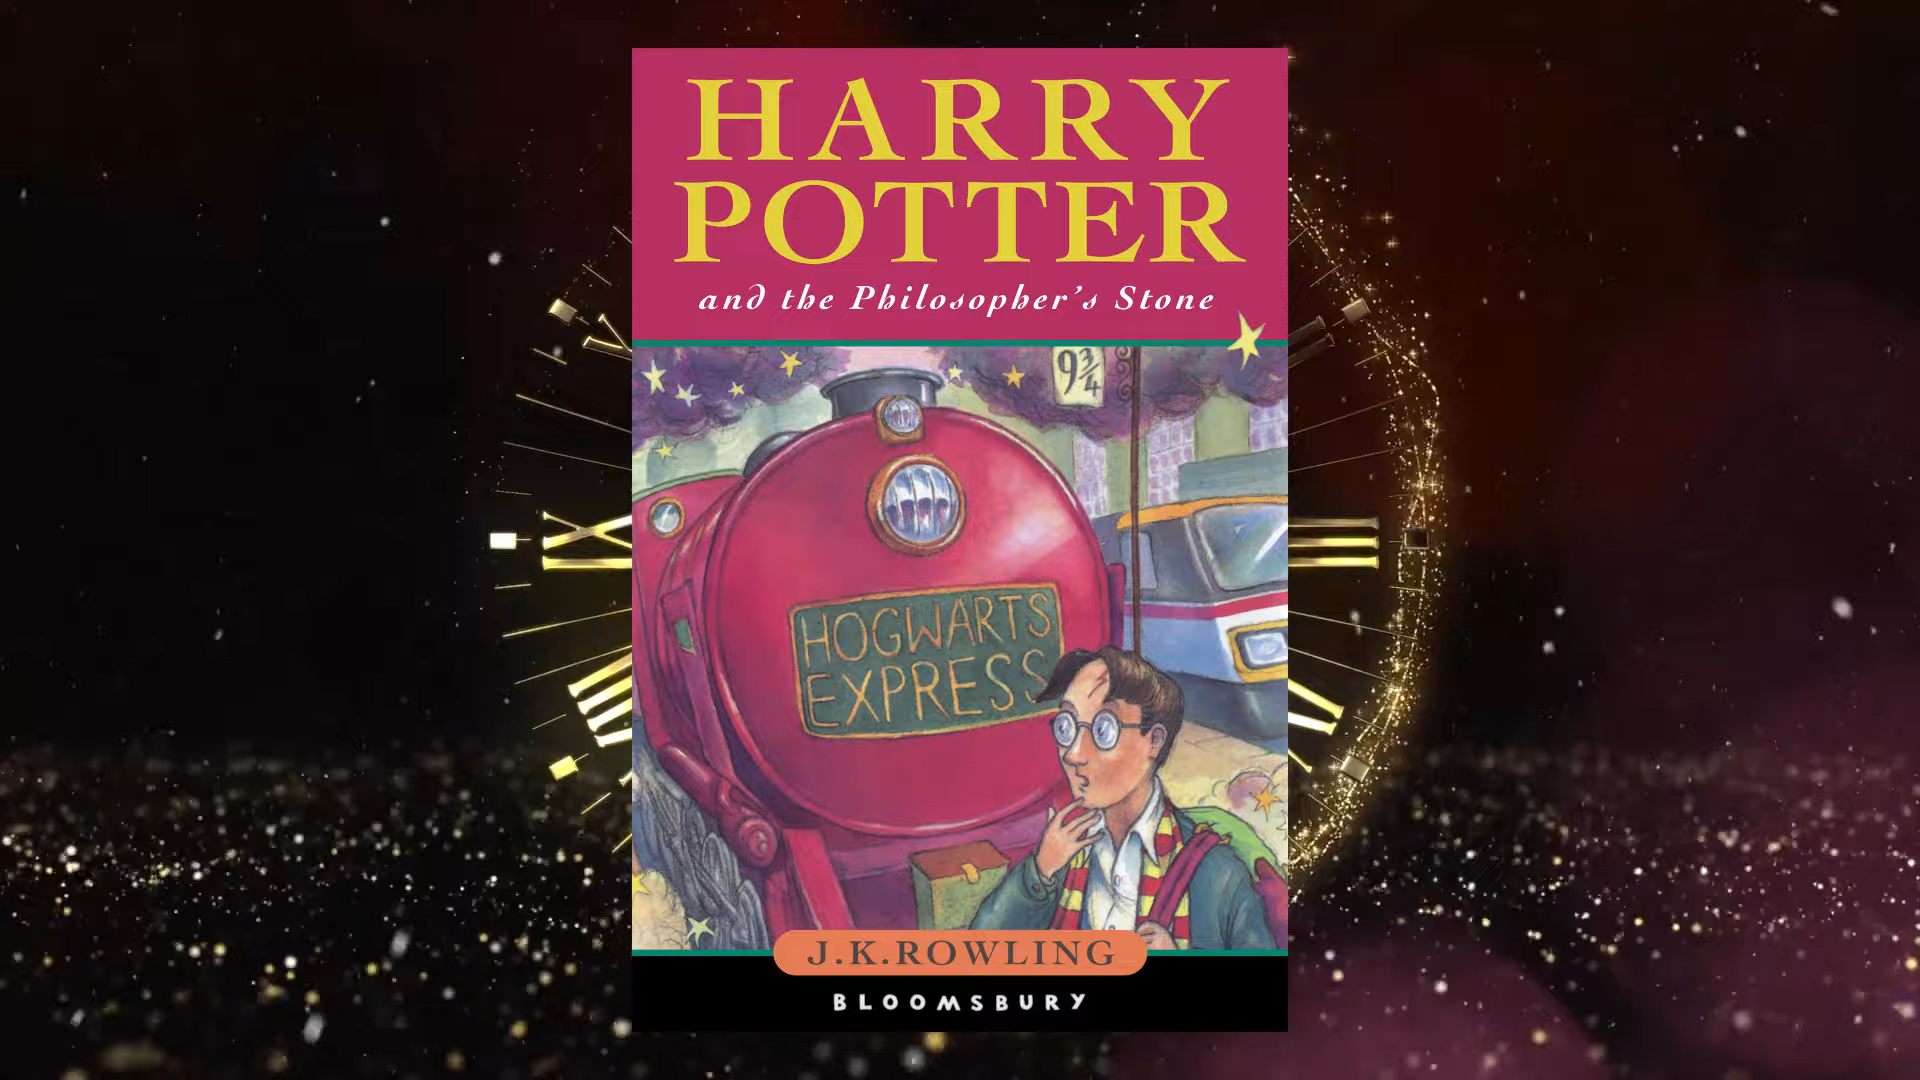 HARRY
POTTER
and the Philosopher's Stone
9¾
HOGWARTS
EXPRESS
J.K.ROWLING
BLOOMSBURY